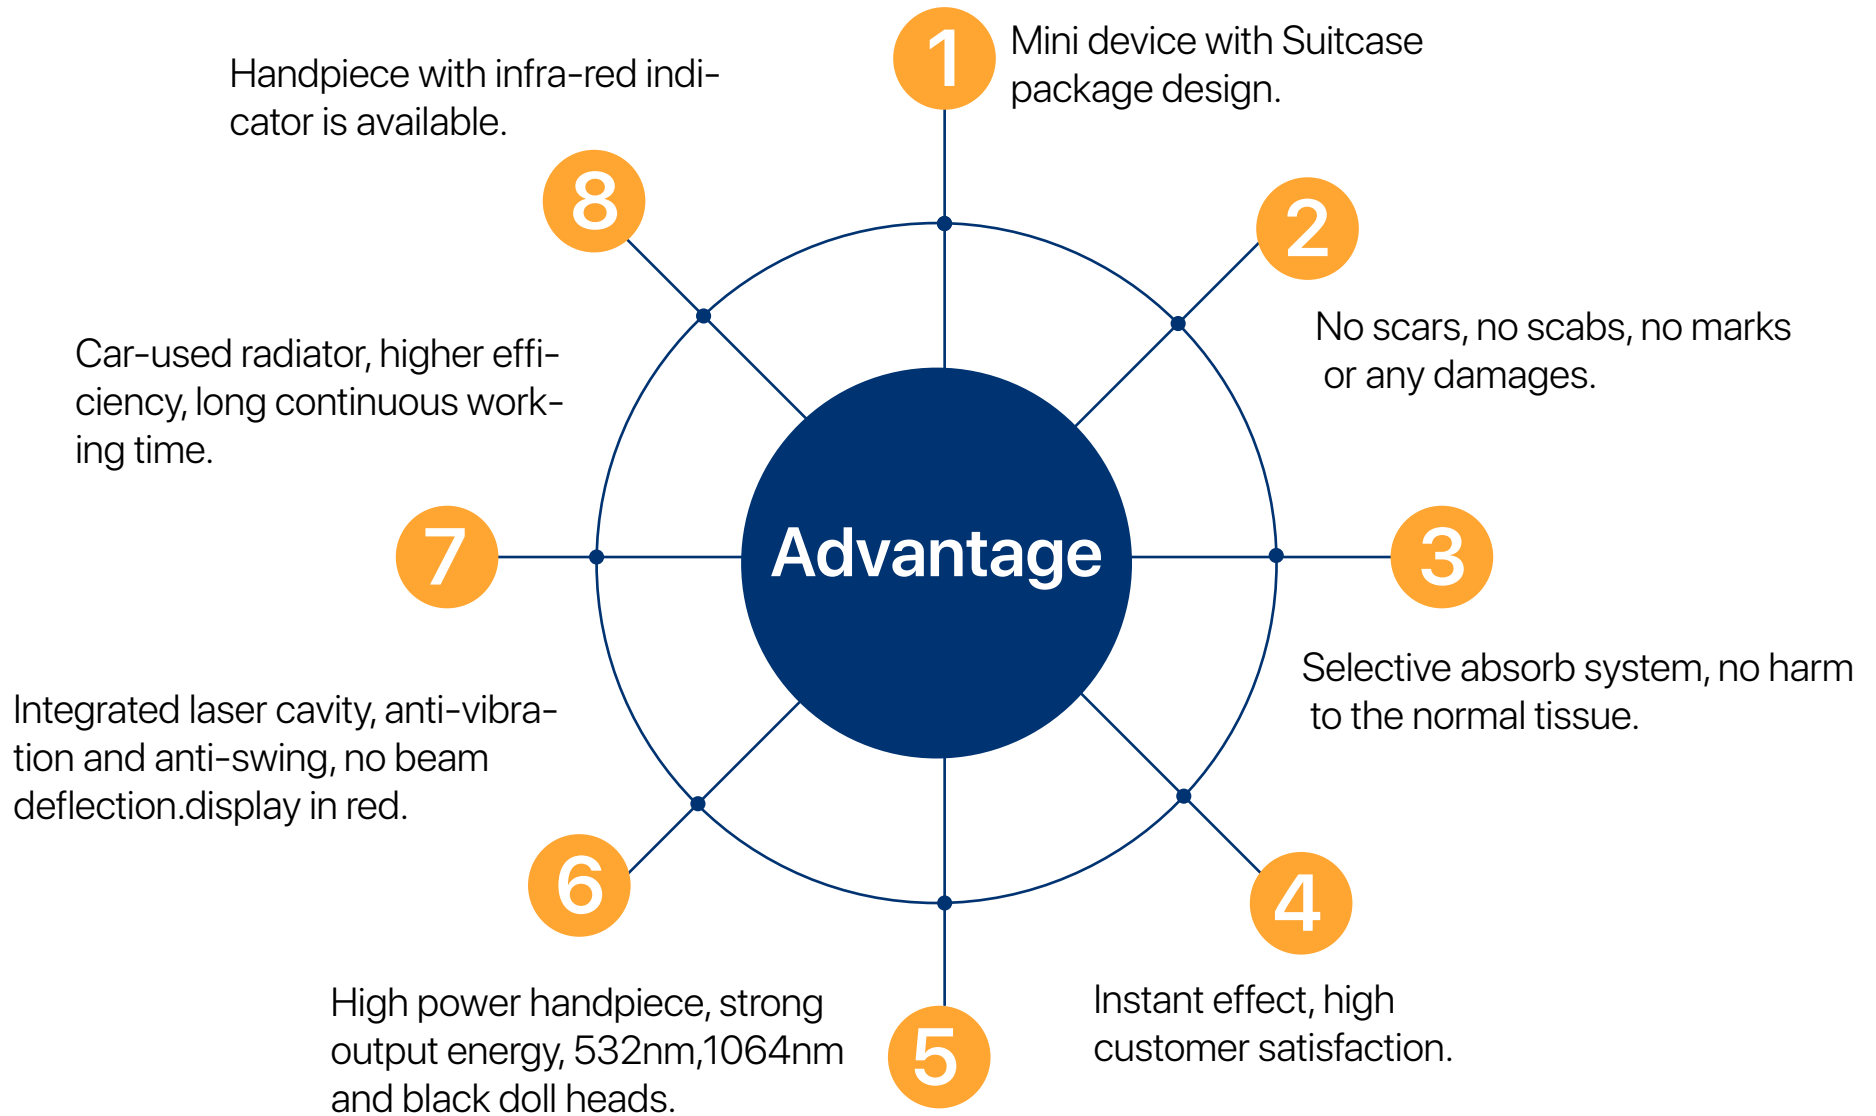 1
Mini device with Suitcase
package design.
2
No scars, no scabs, no marks
or any damages.
3
Selective absorb system, no harm
to the normal tissue.
4
Instant effect, high
customer satisfaction.
5
High power handpiece, strong
output energy, 532nm,1064nm
and black doll heads.
6
Integrated laser cavity, anti-vibra-
tion and anti-swing, no beam
deflection.display in red.
7
Car-used radiator, higher effi-
ciency, long continuous work-
ing time.
8
Handpiece with infra-red indi-
cator is available.
Advantage